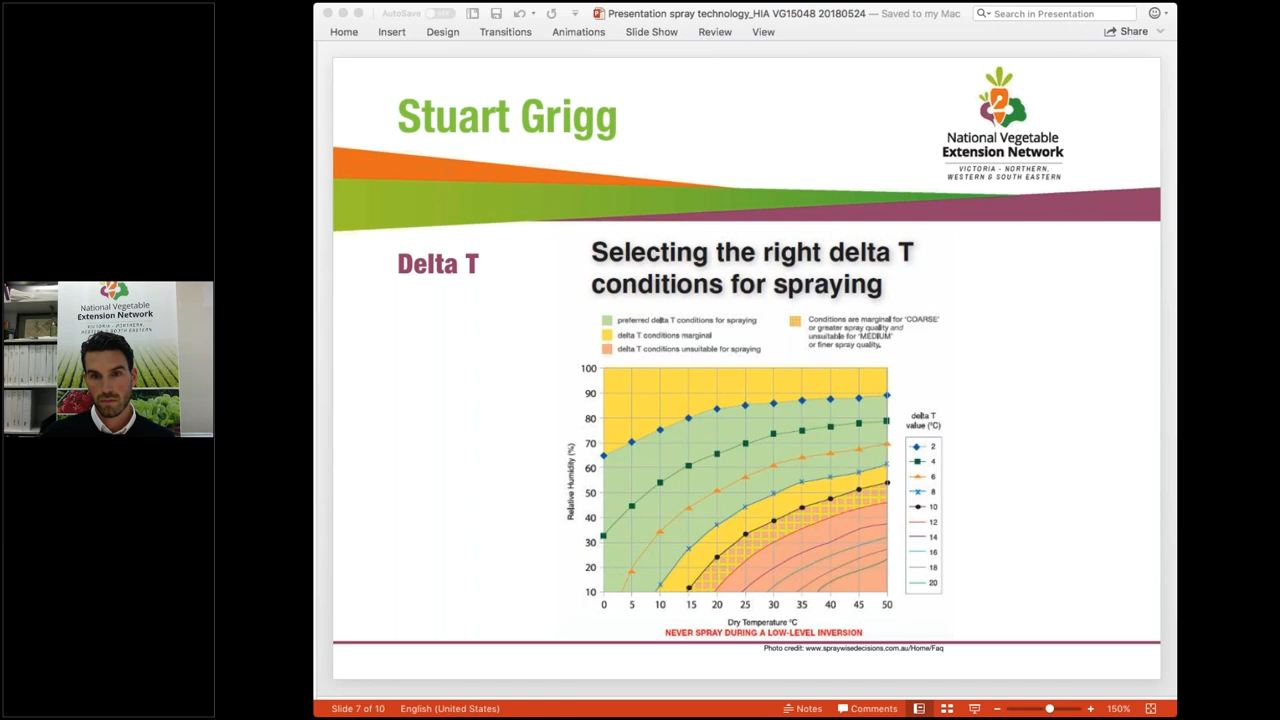 AutoSave
OFF
Presentation spray technology_HIA VG15048 20180524 — Saved to my Mac
Search in Presentation
Home
Insert
Design
Transitions
Animations
Slide Show
Review
View
Share
Stuart Grigg
National Vegetable
Extension Network
VICTORIA - NORTHERN,
WESTERN & SOUTH EASTERN
Delta T
Selecting the right delta T
conditions for spraying
preferred delta T conditions for spraying
delta T conditions marginal
delta T conditions unsuitable for spraying
Conditions are marginal for 'COARSE'
or greater spray quality and
unsuitable for 'MEDIUM'
or finer spray quality.
100
90
80
70
60
50
40
30
20
10
Relative Humidity (%)
0 5 10 15 20 25 30 35 40 45 50
Dry Temperature °C
delta T
value (°C)
2
4
6
8
10
12
14
16
18
20
NEVER SPRAY DURING A LOW-LEVEL INVERSION
Photo credit: www.spraywisedecisions.com.au/Home/Faq
National Vegetable
Extension Network
VICTORIA - NORTHERN,
Slide 7 of 10
English (United States)
Notes
Comments
150%